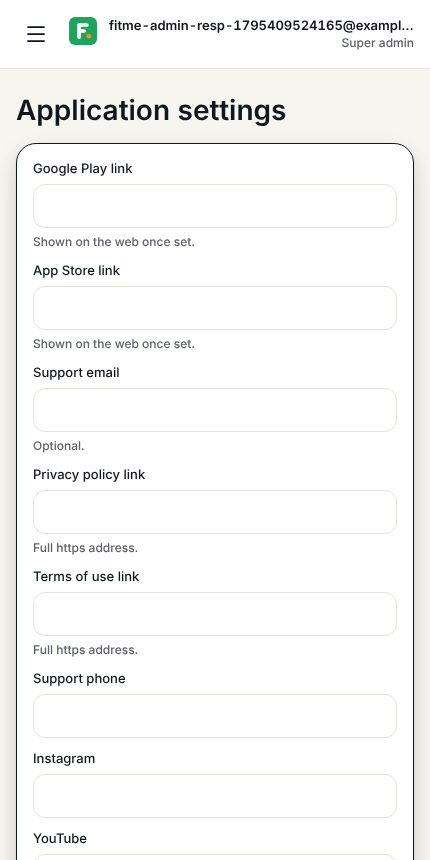 F.
fitme-admin-resp-1795409524165@exampl...
Super admin
Application settings
Google Play link
Shown on the web once set.
App Store link
Shown on the web once set.
Support email
Optional.
Privacy policy link
Full https address.
Terms of use link
Full https address.
Support phone
Instagram
YouTube